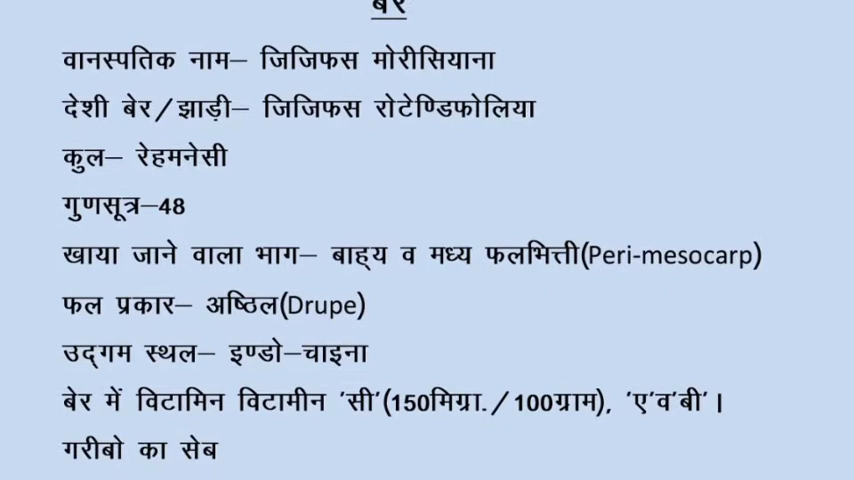 बेर
वानस्पतिक नाम– जिजिफस मोरीसियाना
देशी बेर/झाड़ी– जिजिफस रोटेण्डिफोलिया
कुल– रेहमनेसी
गुणसूत्र–48
खाया जाने वाला भाग– बाह्य व मध्य फलभित्ती(Peri-mesocarp)
फल प्रकार– अष्ठिल(Drupe)
उद्गम स्थल– इण्डो–चाइना
बेर में विटामिन विटामीन 'सी'(150मिग्रा./100ग्राम), 'ए'व'बी'।
गरीबो का सेब